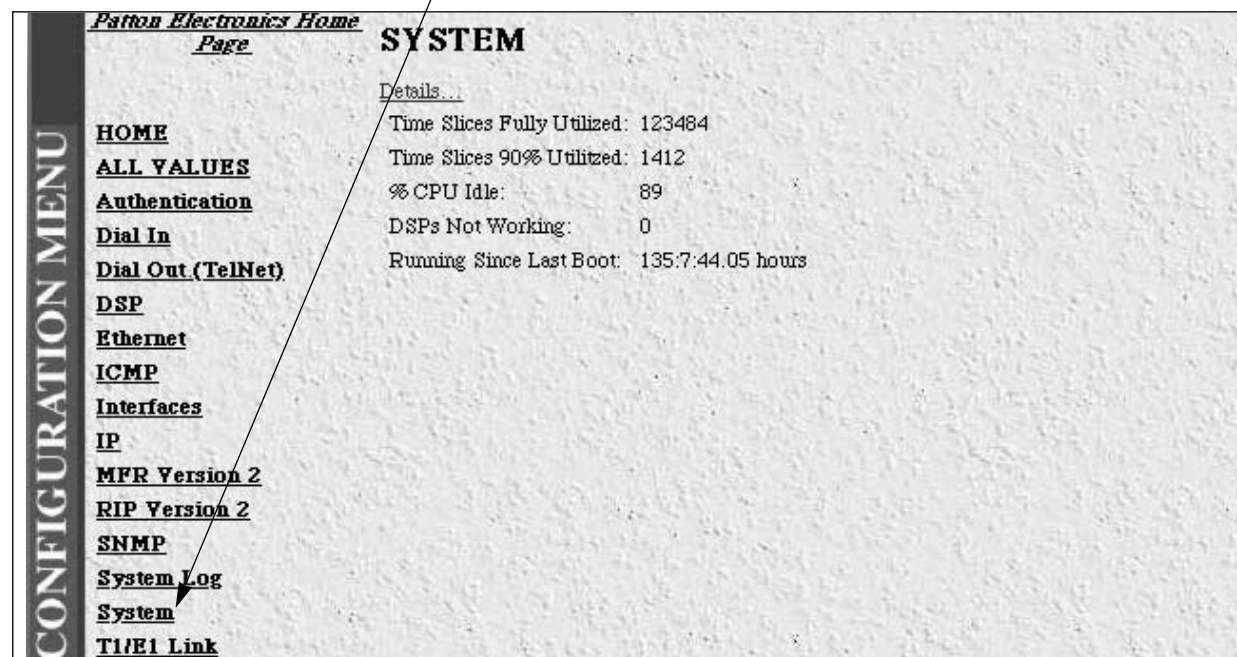 Patton Electronics Home
Page
SYSTEM
Details...
Time Slices Fully Utilized: 123484
Time Slices 90% Utilitzed: 1412
% CPU Idle: 89
DSPs Not Working: 0
Running Since Last Boot: 135:7:44.05 hours
CONFIGURATION MENU
HOME
ALL VALUES
Authentication
Dial In
Dial Out (TelNet)
DSP
Ethernet
ICMP
Interfaces
IP
MFR Version 2
RIP Version 2
SNMP
System Log
System
T1/E1 Link